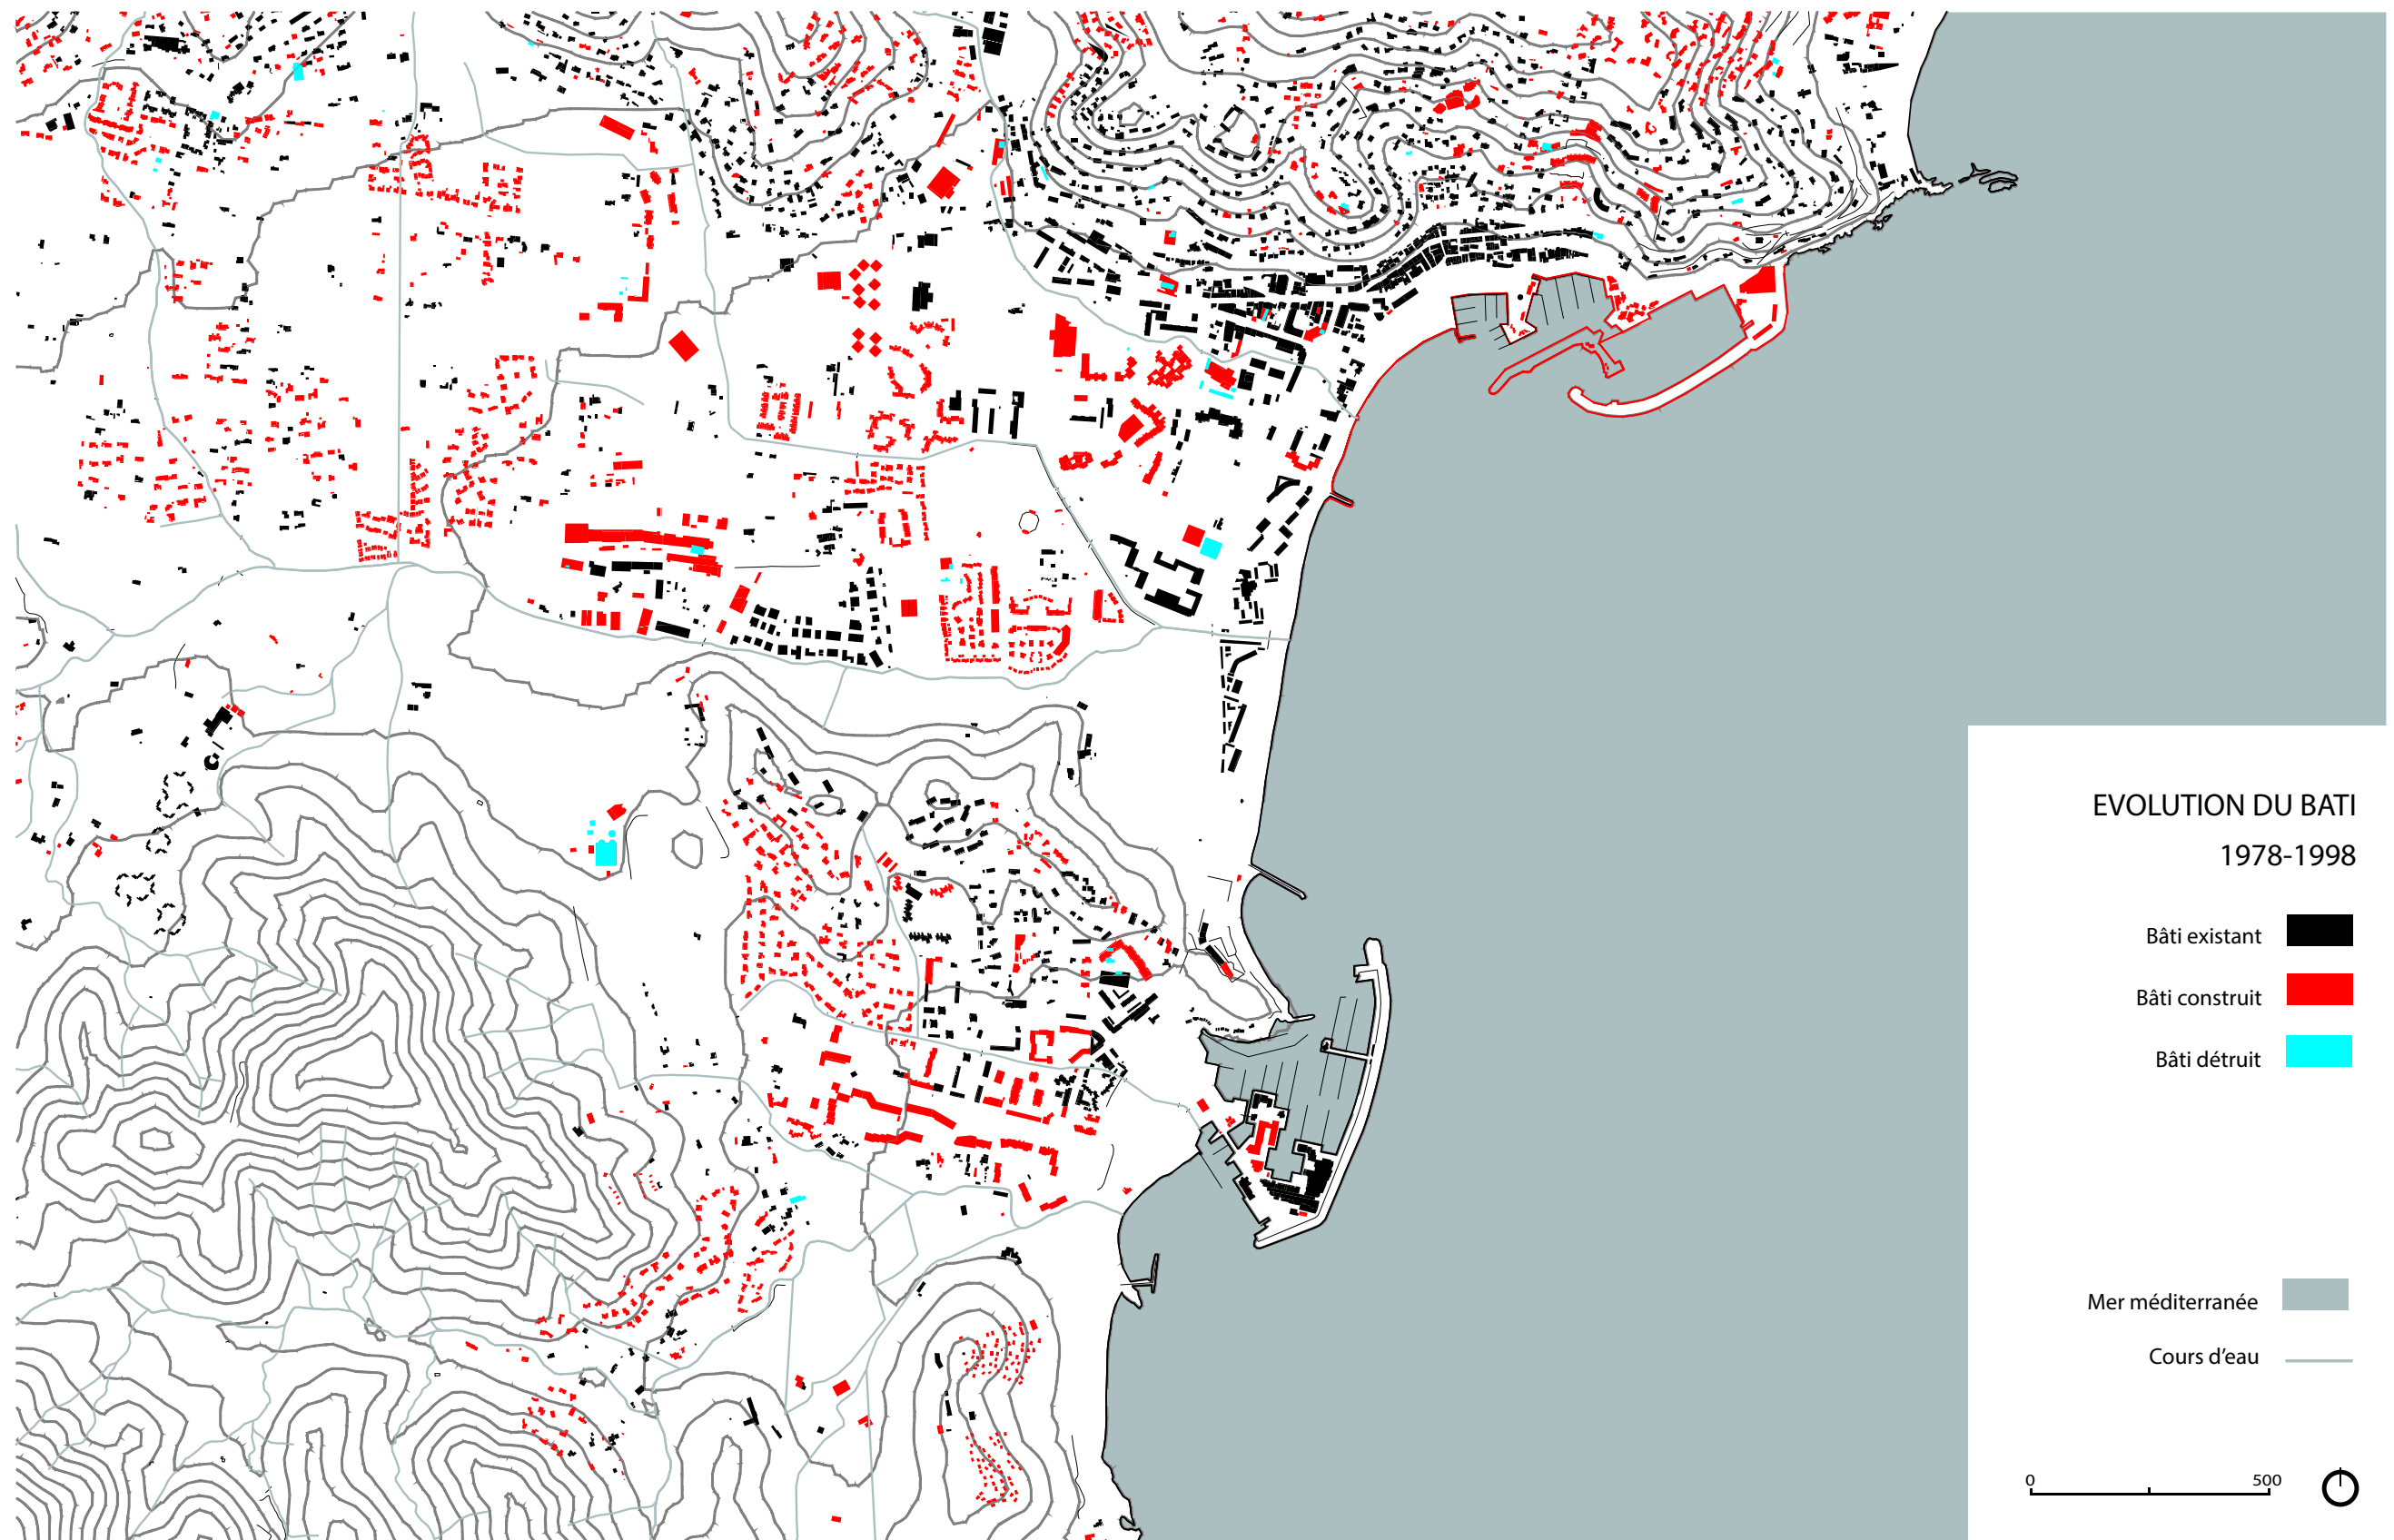 EVOLUTION DU BATI
1978-1998
Bâti existant
Bâti construit
Bâti détruit
Mer méditerranée
Cours d'eau
0 500